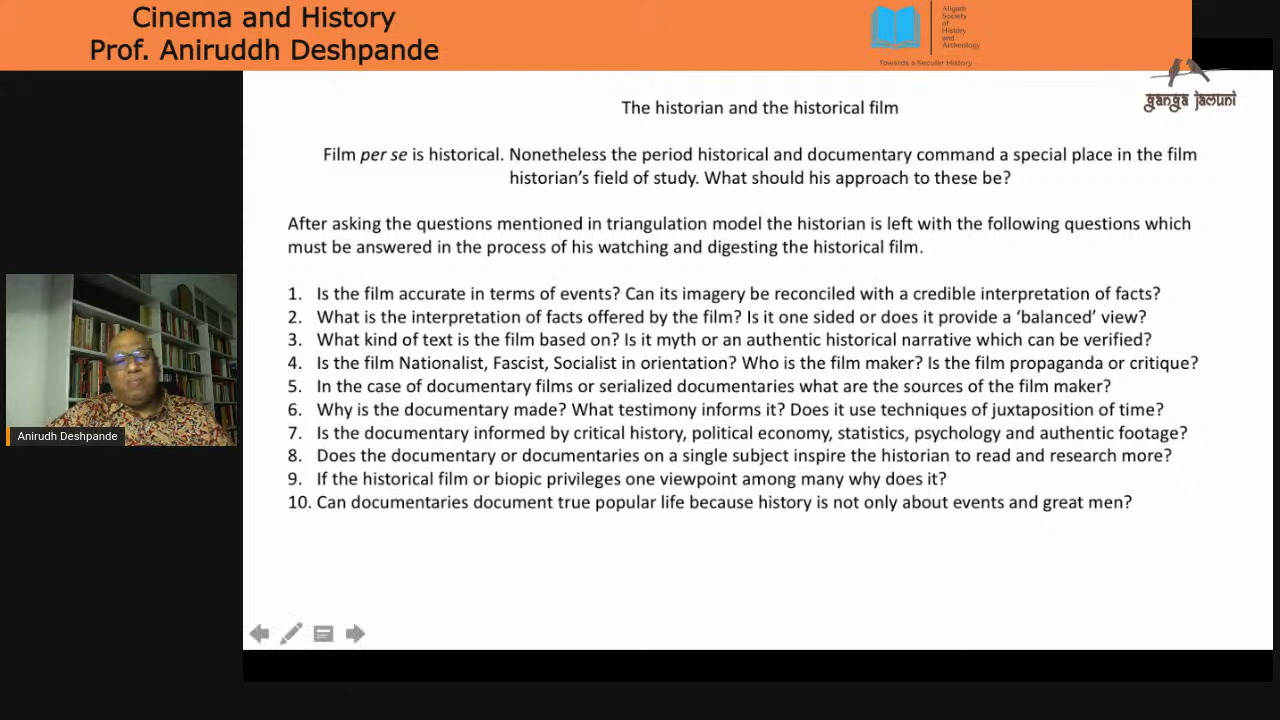 Cinema and History
Prof. Aniruddh Deshpande
Aligarh
Society
of
History
and
Archeology
Towards a Secular History
ganga jamuni
The historian and the historical film
Film per se is historical. Nonetheless the period historical and documentary command a special place in the film
historian's field of study. What should his approach to these be?
After asking the questions mentioned in triangulation model the historian is left with the following questions which
must be answered in the process of his watching and digesting the historical film.
1. Is the film accurate in terms of events? Can its imagery be reconciled with a credible interpretation of facts?
2. What is the interpretation of facts offered by the film? Is it one sided or does it provide a 'balanced' view?
3. What kind of text is the film based on? Is it myth or an authentic historical narrative which can be verified?
4. Is the film Nationalist, Fascist, Socialist in orientation? Who is the film maker? Is the film propaganda or critique?
5. In the case of documentary films or serialized documentaries what are the sources of the film maker?
6. Why is the documentary made? What testimony informs it? Does it use techniques of juxtaposition of time?
7. Is the documentary informed by critical history, political economy, statistics, psychology and authentic footage?
8. Does the documentary or documentaries on a single subject inspire the historian to read and research more?
9. If the historical film or biopic privileges one viewpoint among many why does it?
10. Can documentaries document true popular life because history is not only about events and great men?
Anirudh Deshpande